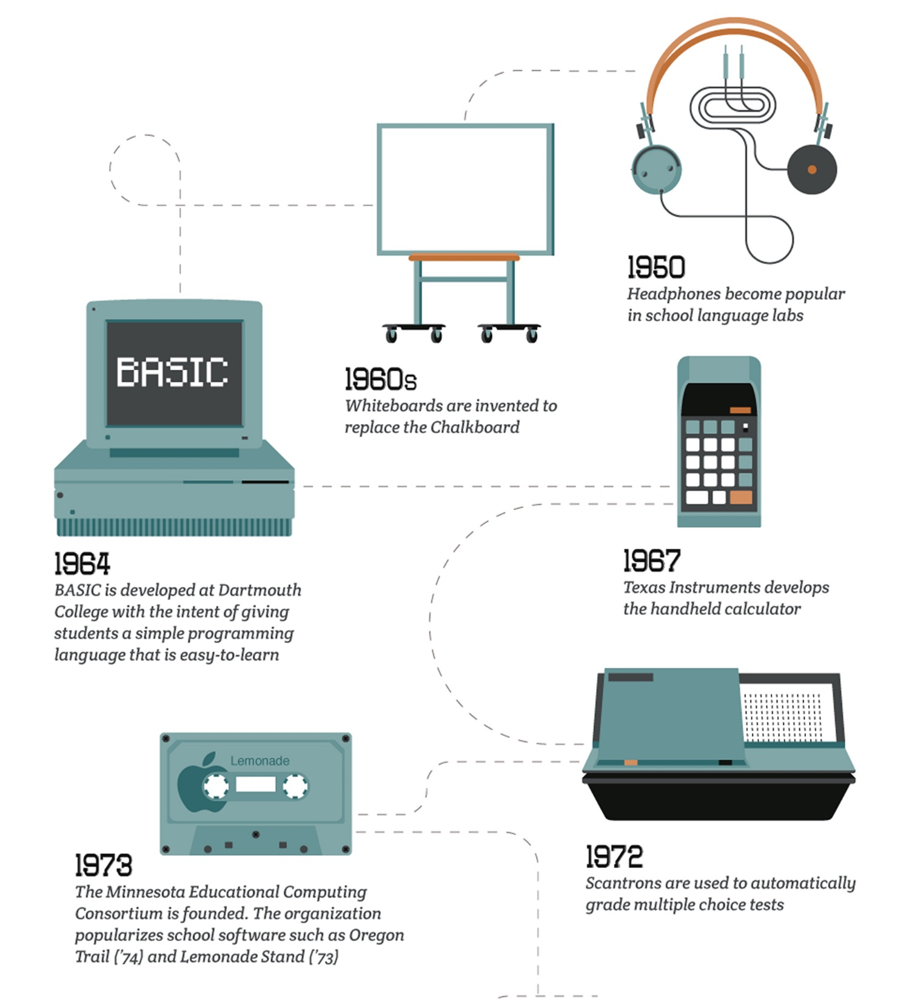 1950
Headphones become popular
in school language labs
1960s
Whiteboards are invented to
replace the Chalkboard
BASIC
1964
BASIC is developed at Dartmouth
College with the intent of giving
students a simple programming
language that is easy-to-learn
1967
Texas Instruments develops
the handheld calculator
1972
Scantrons are used to automatically
grade multiple choice tests
Lemonade
1973
The Minnesota Educational Computing
Consortium is founded. The organization
popularizes school software such as Oregon
Trail ('74) and Lemonade Stand ('73)